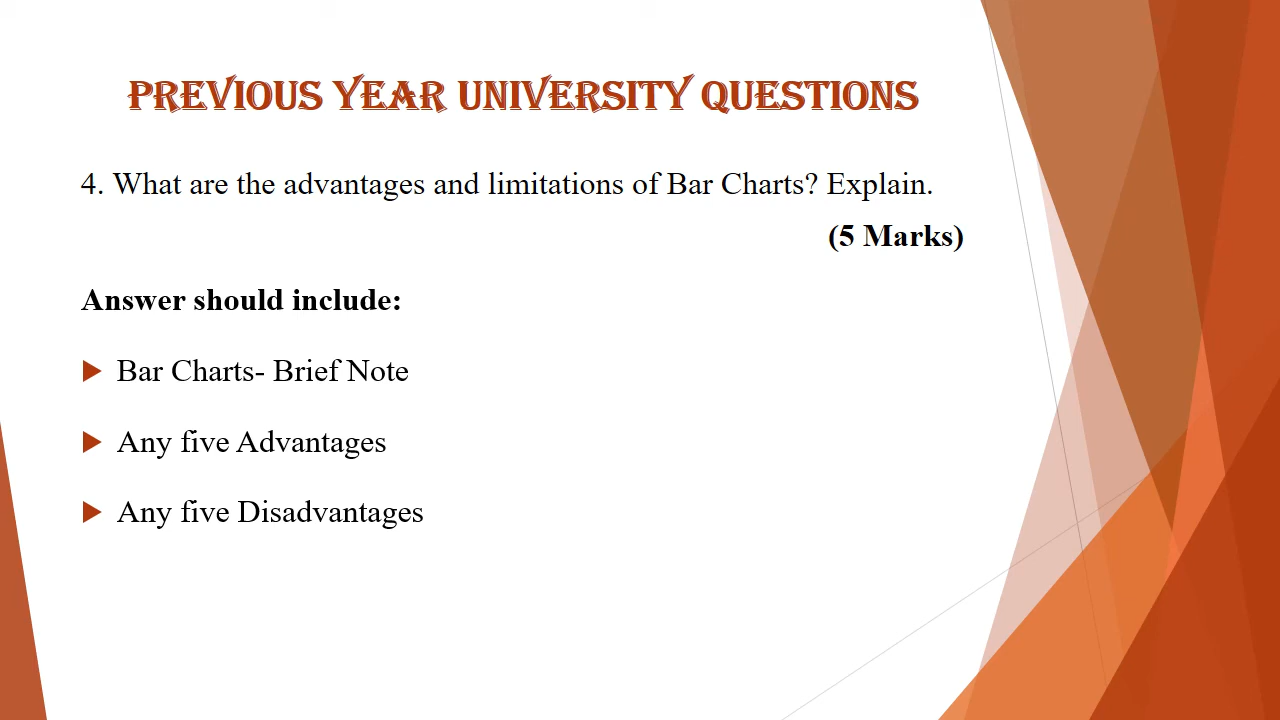 PREVIOUS YEAR UNIVERSITY QUESTIONS
4. What are the advantages and limitations of Bar Charts? Explain.
(5 Marks)
Answer should include:
Bar Charts- Brief Note
Any five Advantages
Any five Disadvantages